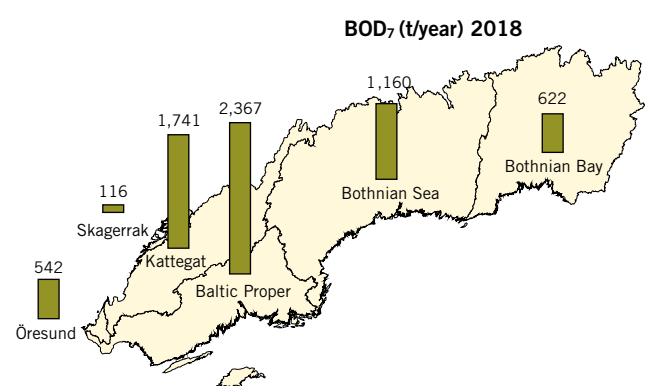 BOD₇ (t/year) 2018
1,160
622
2,367
1,741
Bothnian Bay
116
Bothnian Sea
Skagerrak
Kattegat
542
Baltic Proper
Öresund